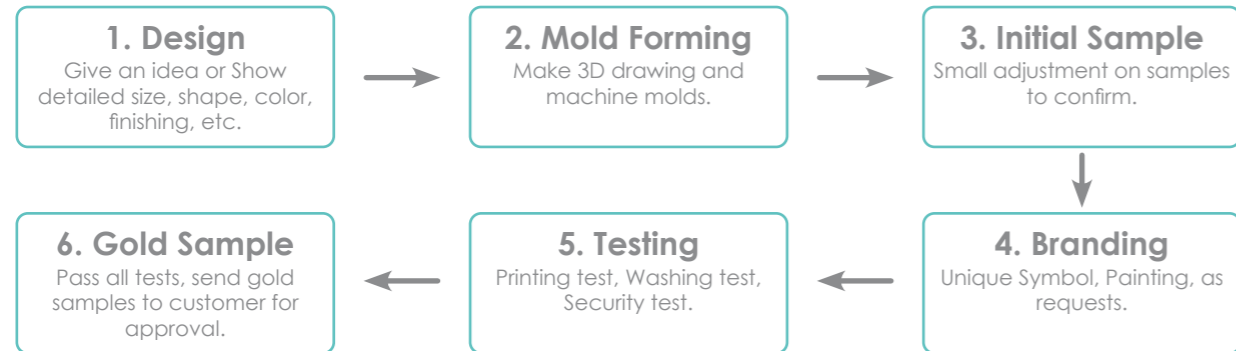 1. Design
Give an idea or Show
detailed size, shape, color,
finishing, etc.
2. Mold Forming
Make 3D drawing and
machine molds.
3. Initial Sample
Small adjustment on samples
to confirm.
4. Branding
Unique Symbol, Painting, as
requests.
5. Testing
Printing test, Washing test,
Security test.
6. Gold Sample
Pass all tests, send gold
samples to customer for
approval.